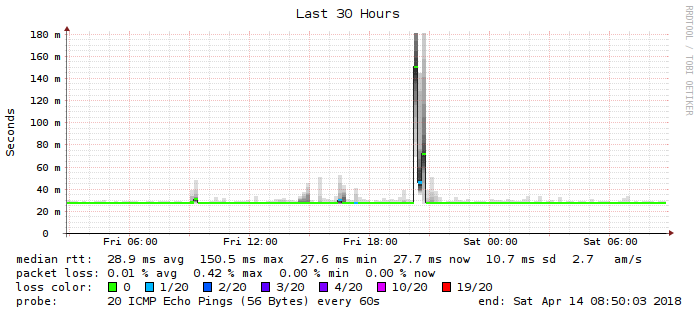 Last 30 Hours
RRDTOOL / TOBI OETIKER
Seconds
180 m
160 m
140 m
120 m
100 m
80 m
60 m
40 m
20 m
0
Fri 06:00 Fri 12:00 Fri 18:00 Sat 00:00 Sat 06:00
median rtt: 28.9 ms avg 150.5 ms max 27.6 ms min 27.7 ms now 10.7 ms sd 2.7 am/s
packet loss: 0.01 % avg 0.42 % max 0.00 % min 0.00 % now
loss color: 0 1/20 2/20 3/20 4/20 10/20 19/20
probe: 20 ICMP Echo Pings (56 Bytes) every 60s end: Sat Apr 14 08:50:03 2018